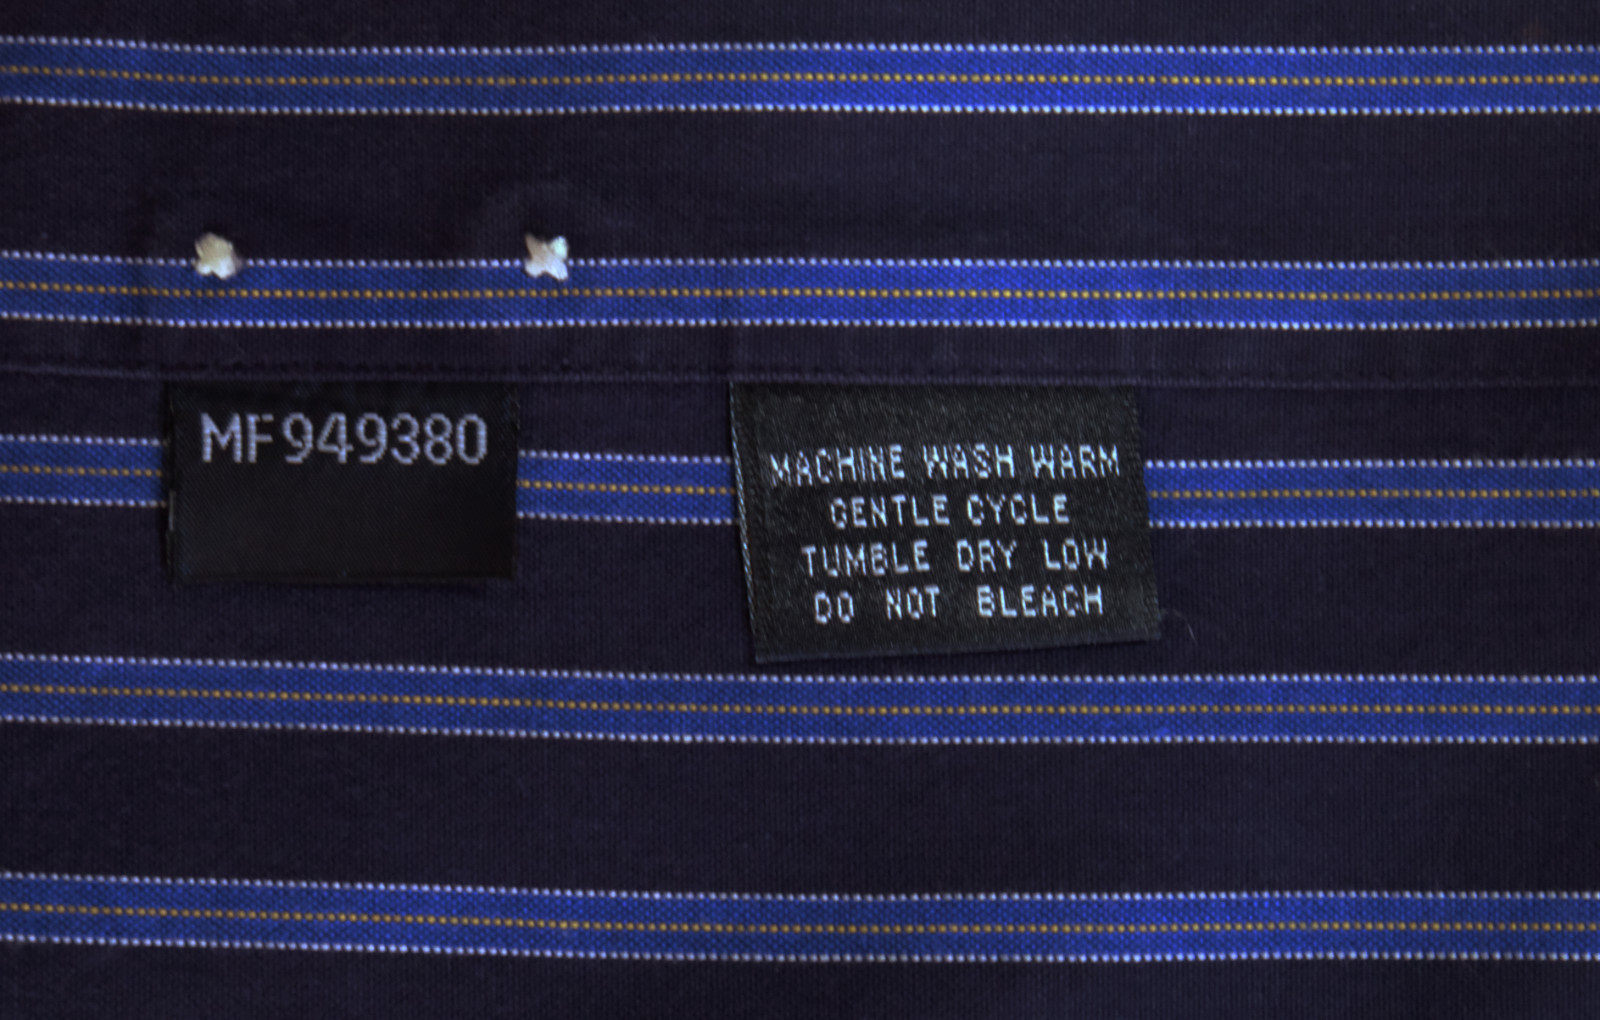 MF949380
MACHINE WASH WARM
GENTLE CYCLE
TUMBLE DRY LOW
DO NOT BLEACH